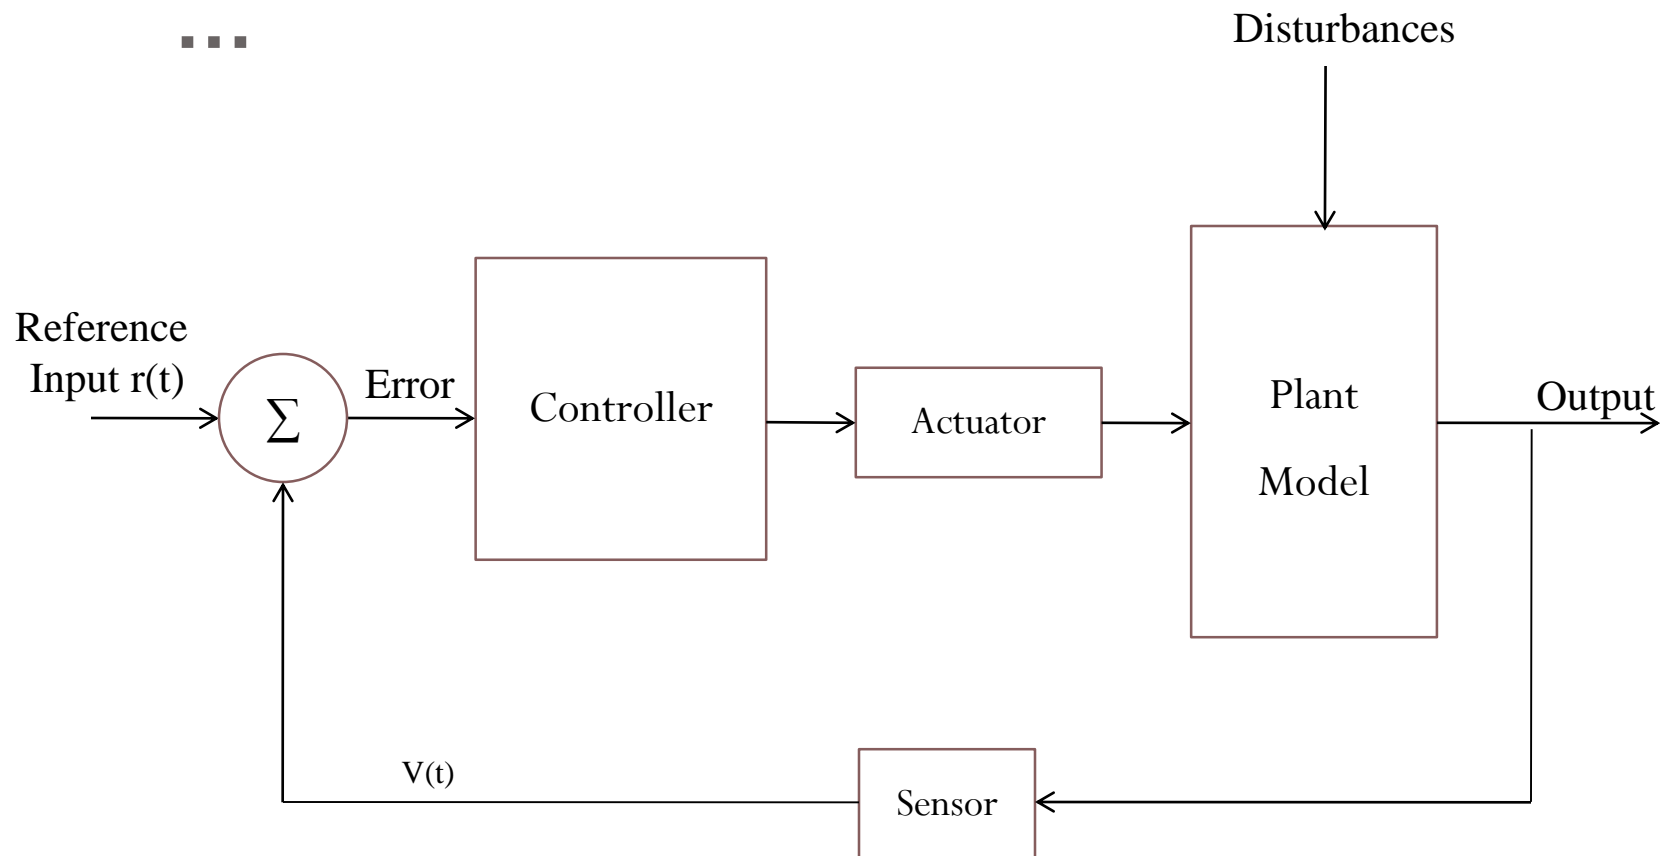 ...
Disturbances
Reference
Input r(t)
Σ
Error
Controller
Actuator
Plant
Model
Output
V(t)
Sensor